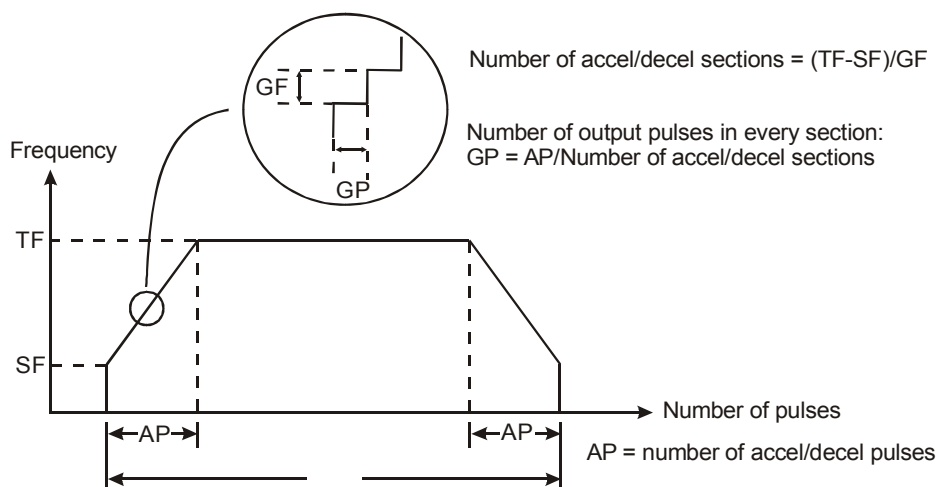 Number of accel/decel sections = (TF-SF)/GF
GF
Number of output pulses in every section:
GP = AP/Number of accel/decel sections
GP
Frequency
TF
SF
Number of pulses
AP
AP
AP = number of accel/decel pulses